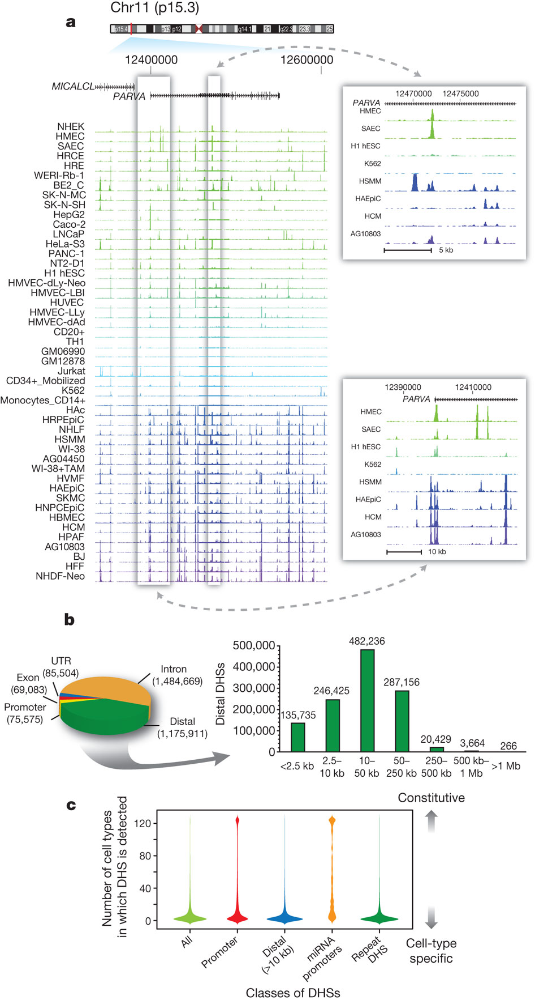 Chr11 (p15.3)
a
p15.4 p13 p12 q14.1 21 q22.3 23.3 25
12400000 12600000
MICALCL
PARVA
NHEK
HMEC
SAEC
HRCE
HRE
WERI-Rb-1
BE2_C
SK-N-MC
SK-N-SH
HepG2
Caco-2
LNCaP
HeLa-S3
PANC-1
NT2-D1
H1 hESC
HMVEC-dLy-Neo
HMVEC-LBl
HUVEC
HMVEC-LLy
HMVEC-dAd
CD20+
TH1
GM06990
GM12878
Jurkat
CD34+_Mobilized
K562
Monocytes_CD14+
HAc
HRPEpiC
NHLF
HSMM
WI-38
AG04450
WI-38+TAM
HVMF
HAEpiC
SKMC
HNPCEpiC
HBMEC
HCM
HPAF
AG10803
BJ
HFF
NHDF-Neo
12470000 12475000
PARVA
HMEC
SAEC
H1 hESC
K562
HSMM
HAEpiC
HCM
AG10803
5 kb
12390000 12410000
PARVA
HMEC
SAEC
H1 hESC
K562
HSMM
HAEpiC
HCM
AG10803
10 kb
b
UTR
(85,504)
Exon
(69,083)
Promoter
(75,575)
Intron
(1,484,669)
Distal
(1,175,911)
Distal DHSs
500,000
400,000
300,000
200,000
100,000
0
135,735
246,425
482,236
287,156
20,429
3,664
266
<2.5 kb
2.5–
10 kb
10–
50 kb
50–
250 kb
250–
500 kb
500 kb–
1 Mb
>1 Mb
c
Number of cell types
in which DHS is detected
120
80
40
0
All
Promoter
Distal
(>10 kb)
miRNA
promoters
Repeat
DHS
Classes of DHSs
Constitutive
Cell-type
specific